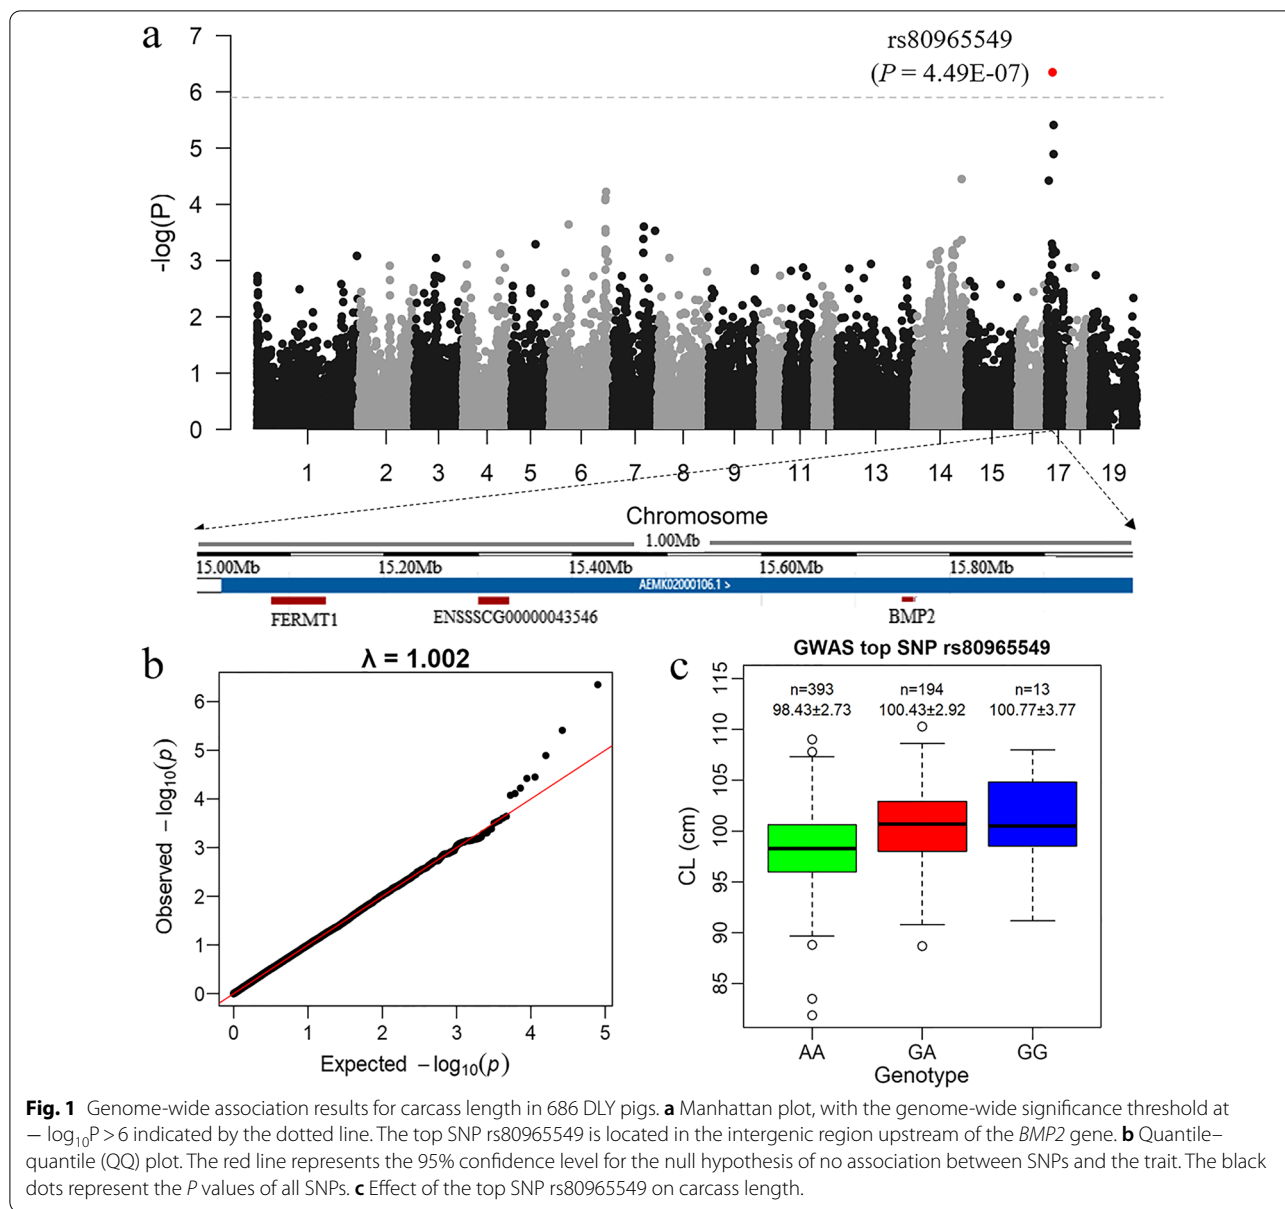 a
7
6
5
4
3
2
1
0
-log(P)
rs80965549
(P = 4.49E-07)
1 2 3 4 5 6 7 8 9 11 13 14 15 17 19
Chromosome
1.00Mb
15.00Mb 15.20Mb 15.40Mb 15.60Mb 15.80Mb
AEMK02000106.1 >
FERMT1 ENSSSCG00000043546 BMP2
b
λ = 1.002
6
5
4
3
2
1
0
Observed −log10(p)
0 1 2 3 4 5
Expected −log10(p)
c
GWAS top SNP rs80965549
115
110
105
100
95
90
85
CL (cm)
n=393 n=194 n=13
98.43±2.73 100.43±2.92 100.77±3.77
AA GA GG
Genotype
Fig. 1 Genome-wide association results for carcass length in 686 DLY pigs. a Manhattan plot, with the genome-wide significance threshold at
− log10P > 6 indicated by the dotted line. The top SNP rs80965549 is located in the intergenic region upstream of the BMP2 gene. b Quantile–
quantile (QQ) plot. The red line represents the 95% confidence level for the null hypothesis of no association between SNPs and the trait. The black
dots represent the P values of all SNPs. c Effect of the top SNP rs80965549 on carcass length.